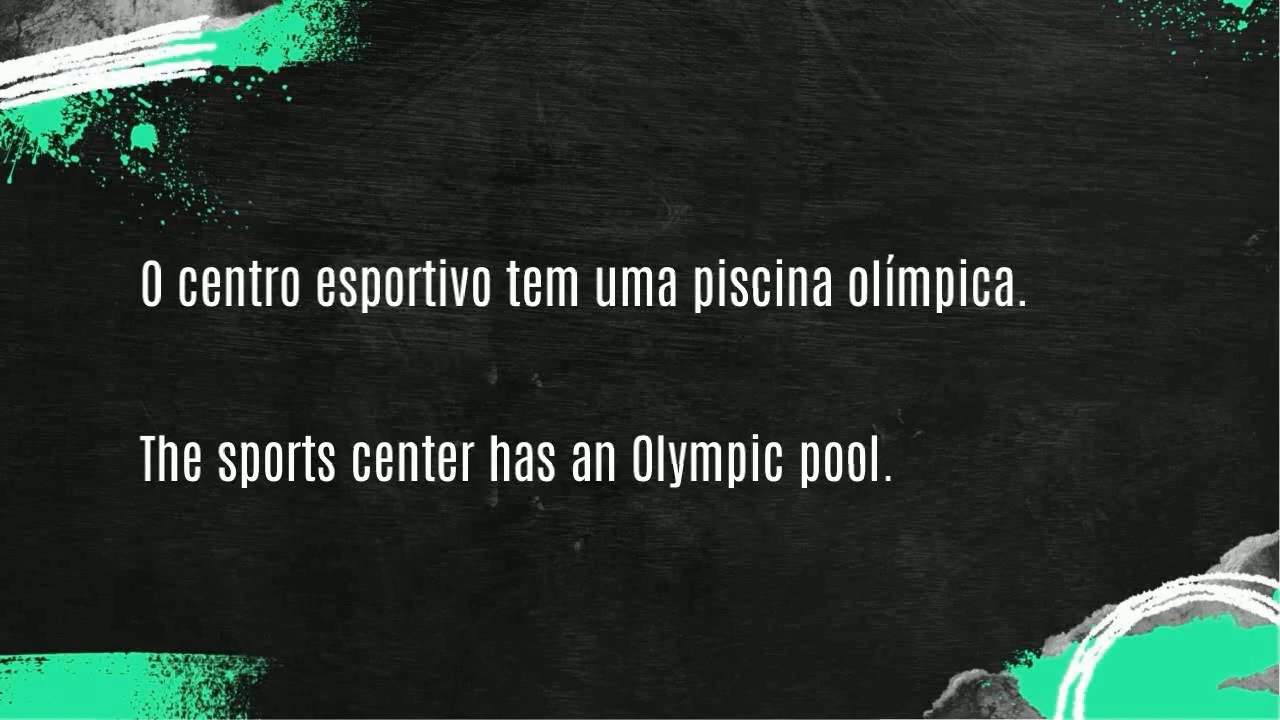 O centro esportivo tem uma piscina olímpica.
The sports center has an Olympic pool.